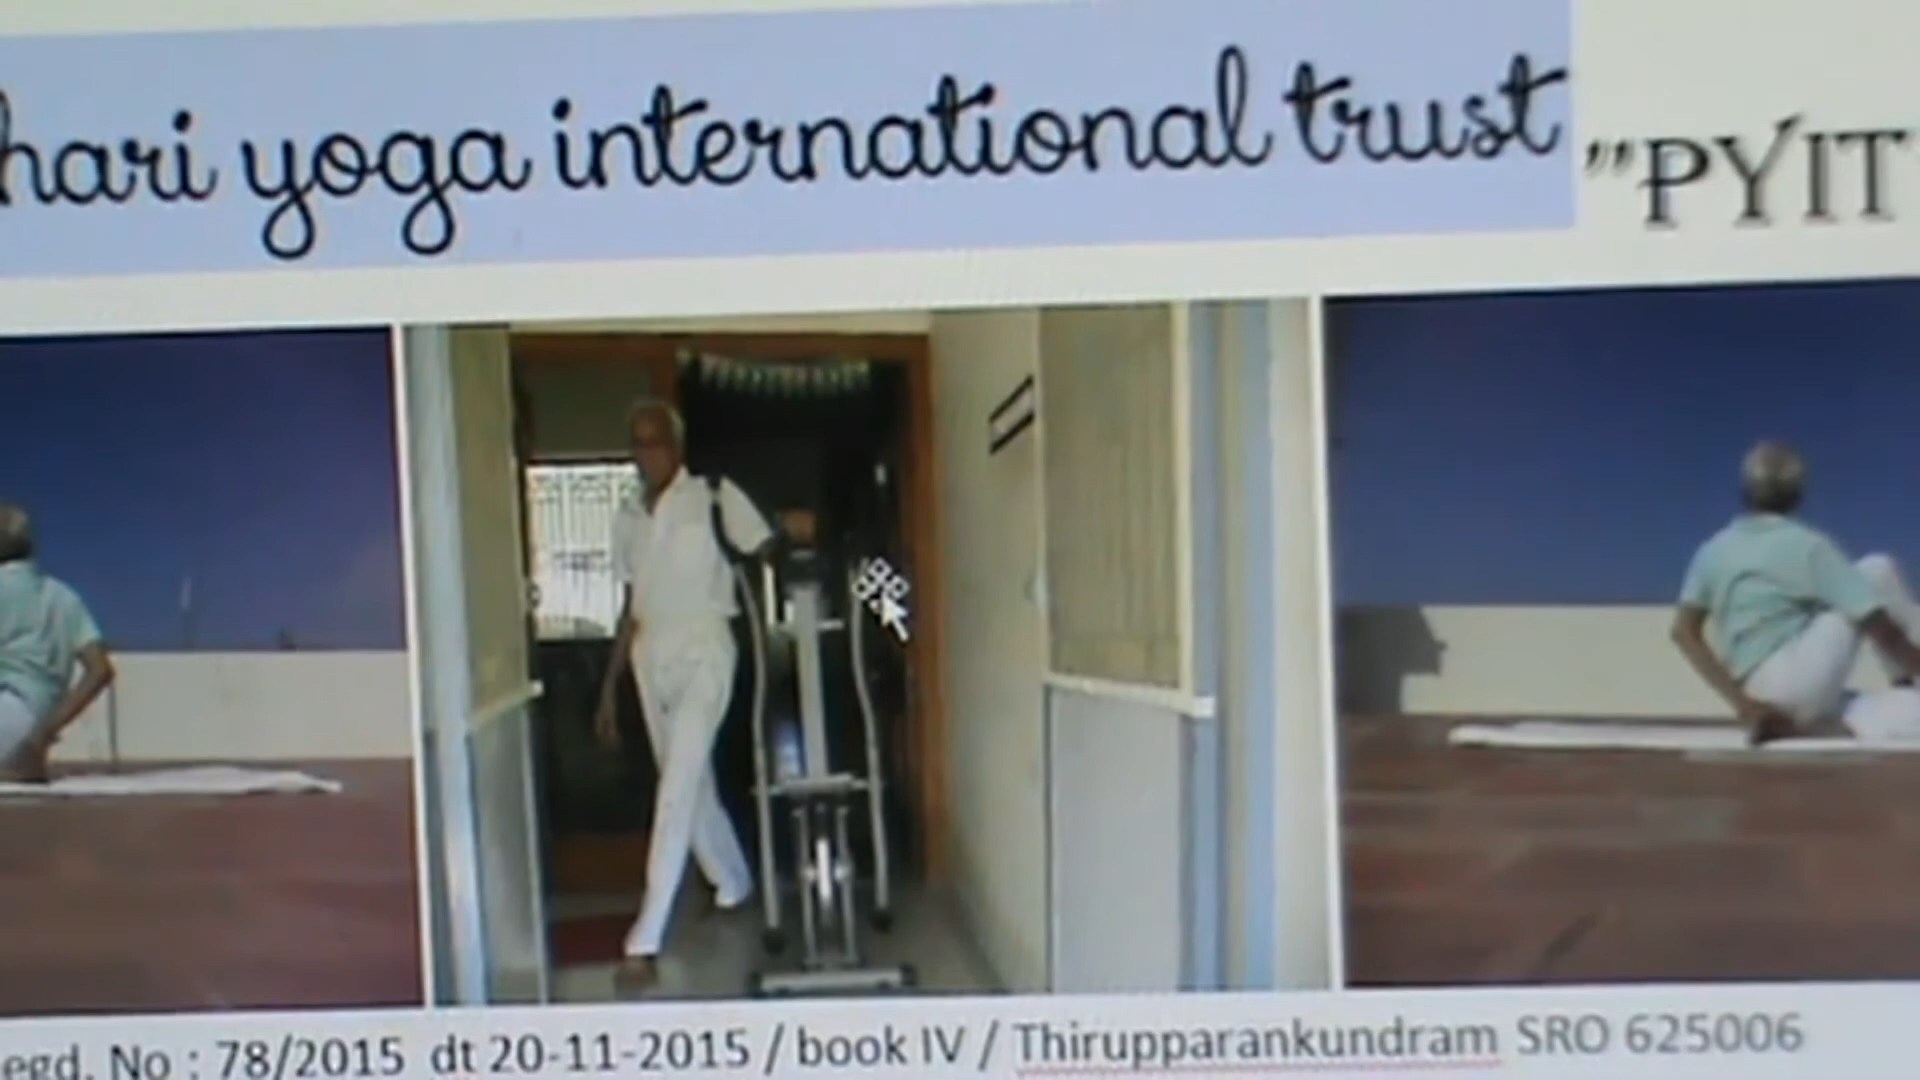 hari yoga international trust "PYIT
egd. No : 78/2015 dt 20-11-2015 / book IV / Thirupparankundram SRO 625006